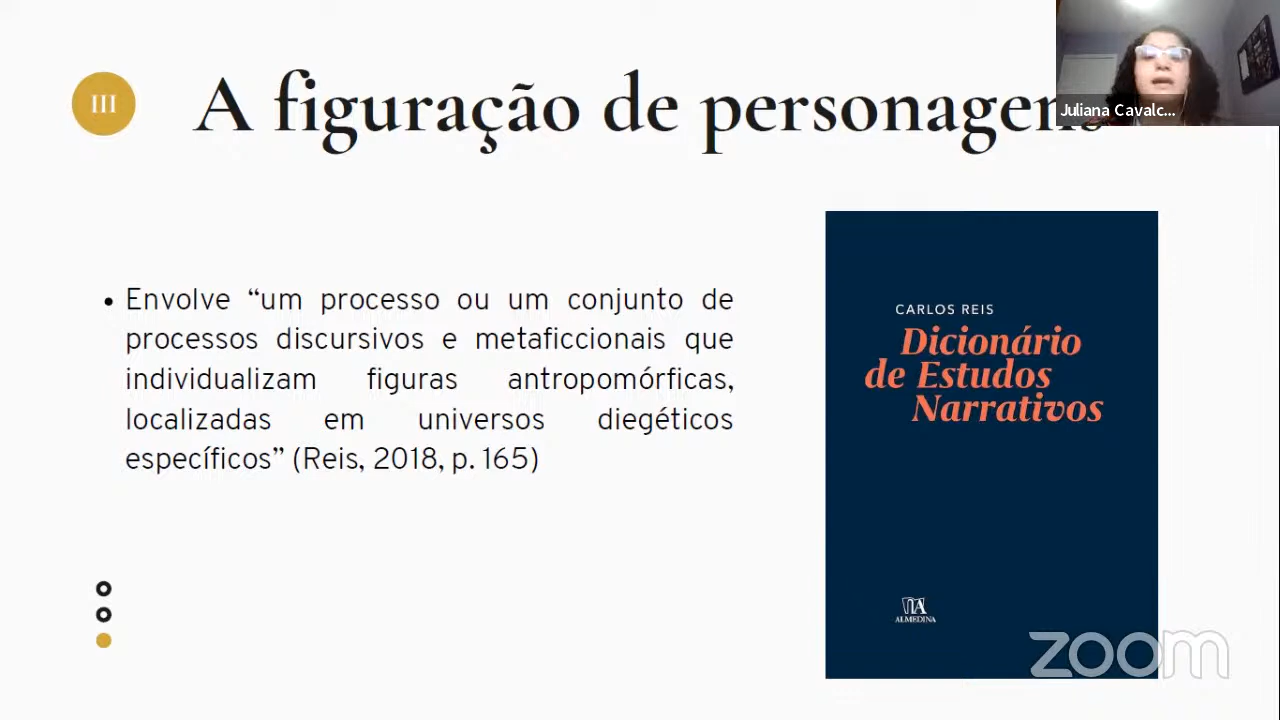 III
A figuração de personagens
Juliana Cavalc...
• Envolve “um processo ou um conjunto de
processos discursivos e metaficcionais que
individualizam figuras antropomórficas,
localizadas em universos diegéticos
específicos” (Reis, 2018, p. 165)
CARLOS REIS
Dicionário
de Estudos
Narrativos
ALMEDINA
zoom